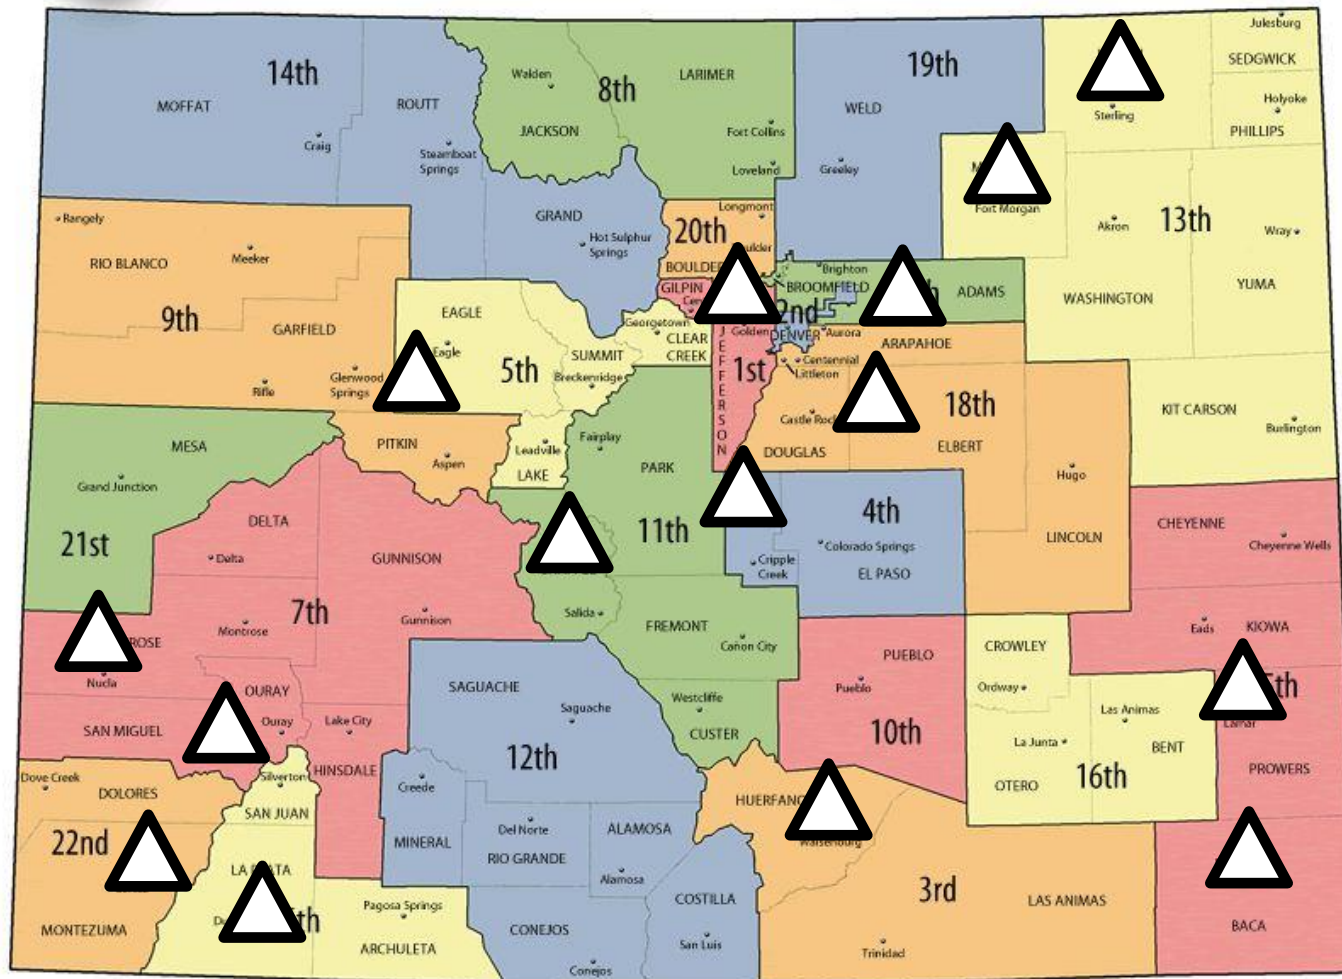 Julesburg
14th
19th
SEDGWICK
Walden
LARIMER
8th
MOFFAT
ROUTT
WELD
Holyoke
Sterling
JACKSON
Fort Collins
PHILLIPS
Craig
Steamboat
Springs
Loveland
Greeley
Fort Morgan
Longmont
GRAND
Rangely
20th
Akron
13th
Wray
Hot Sulphur
Springs
Meeker
RIO BLANCO
Brighton
GILPIN
BROOMFIELD
ADAMS
WASHINGTON
YUMA
EAGLE
9th
GARFIELD
Georgetown
2nd
Golden
DENVER
Aurora
CLEAR
CREEK
ARAPAHOE
Eagle
SUMMIT
5th
1st
JEFFERSON
Centennial
Littleton
Glenwood
Springs
Breckenridge
Rifle
18th
KIT CARSON
Castle Rock
Burlington
MESA
PITKIN
Fairplay
Leadville
DOUGLAS
ELBERT
Aspen
LAKE
PARK
Hugo
Grand Junction
4th
DELTA
11th
CHEYENNE
21st
Colorado Springs
LINCOLN
Cheyenne Wells
Delta
GUNNISON
Cripple
Creek
EL PASO
7th
Salida
Gunnison
FREMONT
Montrose
Eads
KIOWA
Cañon City
CROWLEY
PUEBLO
Nucla
OURAY
SAGUACHE
Pueblo
Ordway
Westcliffe
Saguache
Las Animas
Ouray
Lake City
SAN MIGUEL
CUSTER
10th
La Junta
BENT
Lamar
12th
HINSDALE
PROWERS
Dove Creek
Silverton
16th
Creede
OTERO
DOLORES
SAN JUAN
Del Norte
ALAMOSA
22nd
MINERAL
RIO GRANDE
Walsenburg
Alamosa
3rd
COSTILLA
LAS ANIMAS
Pagosa Springs
MONTEZUMA
ARCHULETA
CONEJOS
BACA
San Luis
Trinidad
Conejos